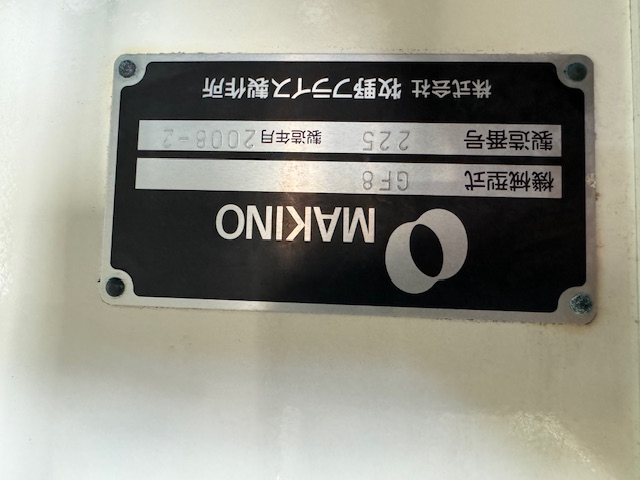 MAKINO
機械型式 GF8
製造番号 225 製造年月 2008-2
株式会社 牧野フライス製作所